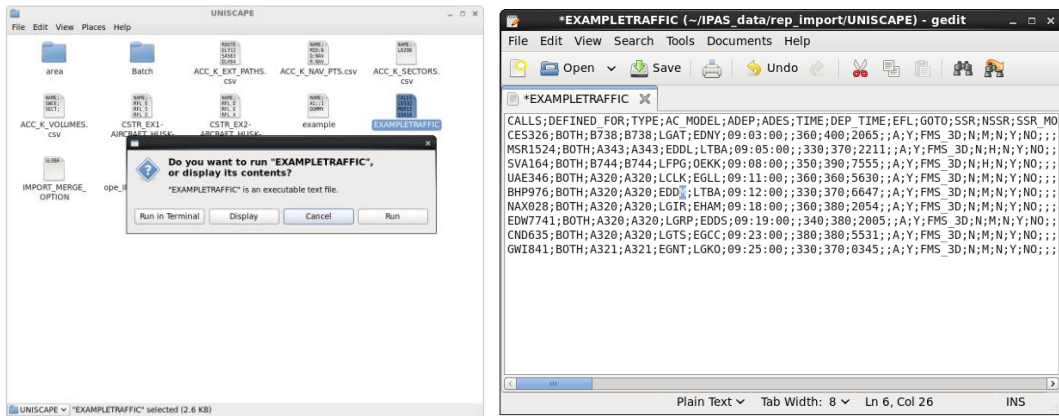 UNISCAPE
File Edit View Places Help
area
Batch
ACC_K_EXT_PATHS.
csv
ACC_K_NAV_PTS.csv
ACC_K_SECTORS.
csv
ACC_K_VOLUMES.
csv
CSTR_EX1-
AIRCRAFT_HUSK-
CSTR_EX2-
AIRCRAFT_HUSK-
example
EXAMPLETRAFFIC
IMPORT_MERGE_
OPTION
Do you want to run "EXAMPLETRAFFIC",
or display its contents?
"EXAMPLETRAFFIC" is an executable text file.
Run in Terminal Display Cancel Run
UNISCAPE "EXAMPLETRAFFIC" selected (2.6 KB)
*EXAMPLETRAFFIC (~/IPAS_data/rep_import/UNISCAPE) - gedit
File Edit View Search Tools Documents Help
Open Save Undo
*EXAMPLETRAFFIC
CALLS;DEFINED_FOR;TYPE;AC_MODEL;ADEP;ADES;TIME;DEP_TIME;EFL;GOTO;SSR;NSSR;SSR_MO
CES326;BOTH;B738;B738;LGAT;EDNY;09:03:00;;360;400;2065;;A;Y;FMS_3D;N;M;N;Y;NO;;;
MSR1524;BOTH;A343;A343;EDDL;LTBA;09:05:00;;330;370;2211;;A;Y;FMS_3D;N;H;N;Y;NO;;
SVA164;BOTH;B744;B744;LFPG;OEKK;09:08:00;;350;390;7555;;A;Y;FMS_3D;N;H;N;Y;NO;;;
UAE346;BOTH;A320;A320;LCLK;EGLL;09:11:00;;360;360;5630;;A;Y;FMS_3D;N;M;N;Y;NO;;;
BHP976;BOTH;A320;A320;EDDM;LTBA;09:12:00;;330;370;6647;;A;Y;FMS_3D;N;M;N;Y;NO;;;
NAX028;BOTH;A320;A320;LGIR;EHAM;09:18:00;;360;380;2054;;A;Y;FMS_3D;N;M;N;Y;NO;;;
EDW7741;BOTH;A320;A320;LGRP;EDDS;09:19:00;;340;380;2005;;A;Y;FMS_3D;N;M;N;Y;NO;;
CND635;BOTH;A320;A320;LGTS;EGCC;09:23:00;;380;380;5531;;A;Y;FMS_3D;N;M;N;Y;NO;;;
GWI841;BOTH;A321;A321;EGNT;LGKO;09:25:00;;330;370;0345;;A;Y;FMS_3D;N;M;N;Y;NO;;;
Plain Text Tab Width: 8 Ln 6, Col 26 INS